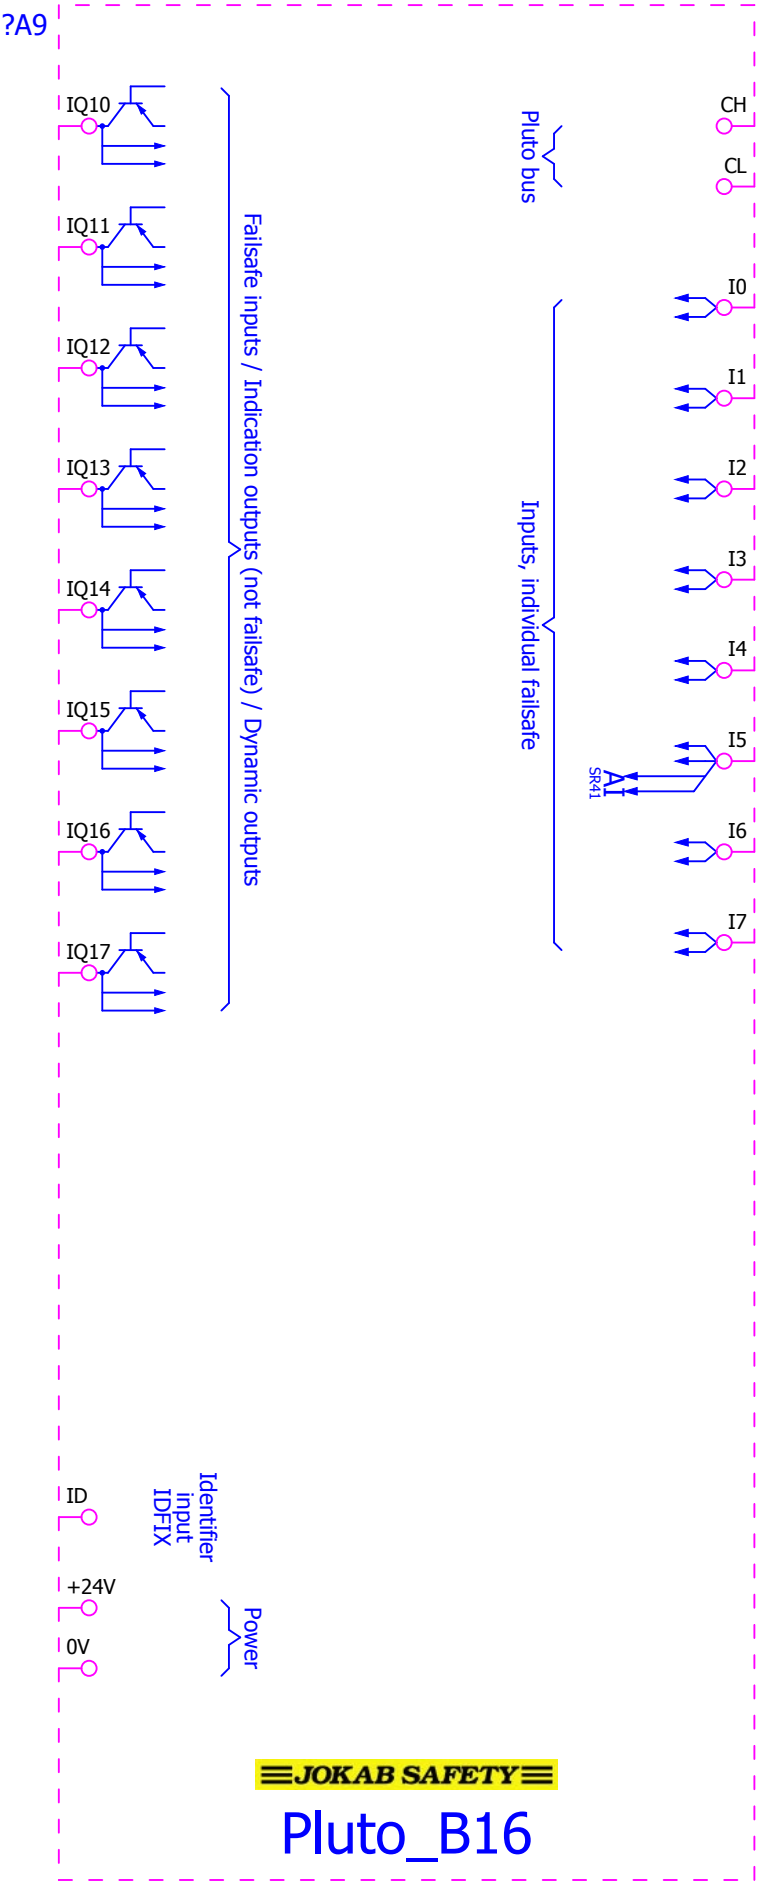 ?A9
IQ10
IQ11
IQ12
IQ13
IQ14
IQ15
IQ16
IQ17
Failsafe inputs / Indication outputs (not failsafe) / Dynamic outputs
Pluto bus
CH
CL
Inputs, individual failsafe
I0
I1
I2
I3
I4
I5
AI
SR41
I6
I7
ID
Identifier
input
IDFIX
+24V
0V
Power
JOKAB SAFETY
Pluto_B16